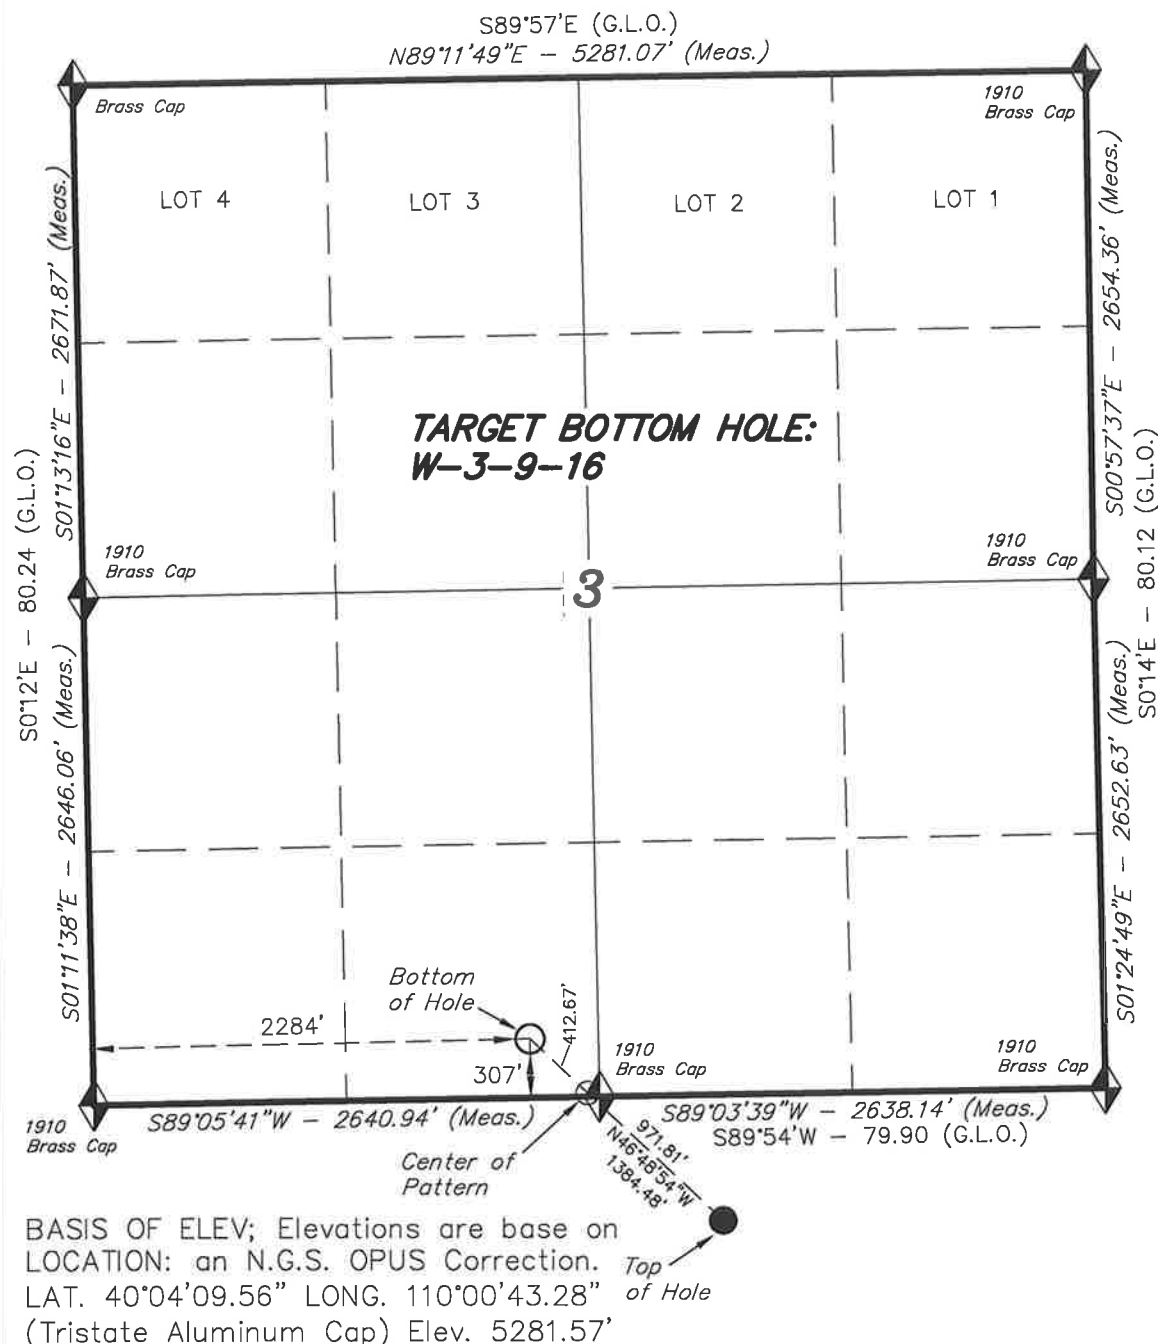 S89°57'E (G.L.O.)
N89°11'49"E – 5281.07' (Meas.)
Brass Cap
1910
Brass Cap
LOT 4
LOT 3
LOT 2
LOT 1
S01°13'16"E – 2671.87' (Meas.)
S00°57'37"E – 2654.36' (Meas.)
TARGET BOTTOM HOLE:
W–3–9–16
S0°12'E – 80.24 (G.L.O.)
S0°14'E – 80.12 (G.L.O.)
1910
Brass Cap
1910
Brass Cap
3
S01°11'38"E – 2646.06' (Meas.)
S01°24'49"E – 2652.63' (Meas.)
Bottom
of Hole
412.67'
2284'
307'
1910
Brass Cap
1910
Brass Cap
1910
Brass Cap
S89°05'41"W – 2640.94' (Meas.)
S89°03'39"W – 2638.14' (Meas.)
S89°54'W – 79.90 (G.L.O.)
Center of
Pattern
971.81'
N46°48'54"W
1384.48'
Top
of Hole
BASIS OF ELEV; Elevations are base on
LOCATION: an N.G.S. OPUS Correction.
LAT. 40°04'09.56" LONG. 110°00'43.28"
(Tristate Aluminum Cap) Elev. 5281.57'